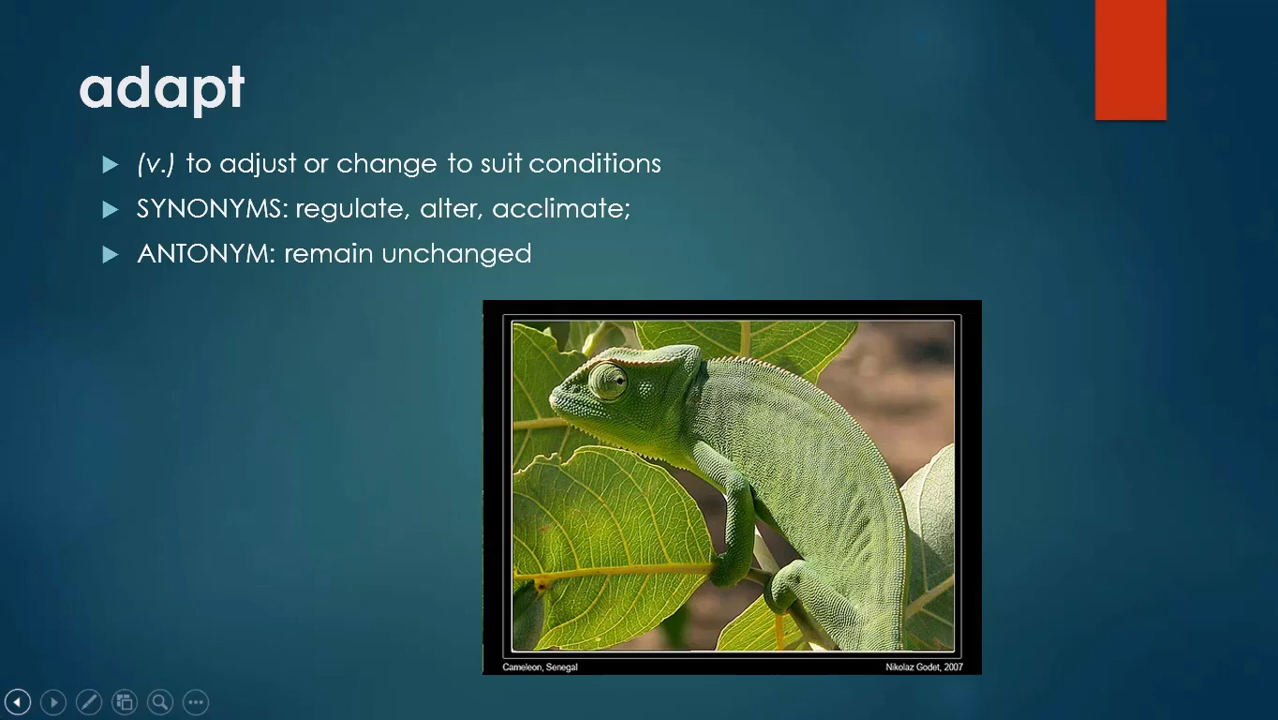 adapt
(v.) to adjust or change to suit conditions
SYNONYMS: regulate, alter, acclimate;
ANTONYM: remain unchanged
Cameleon, Senegal
Nikolaz Godet, 2007